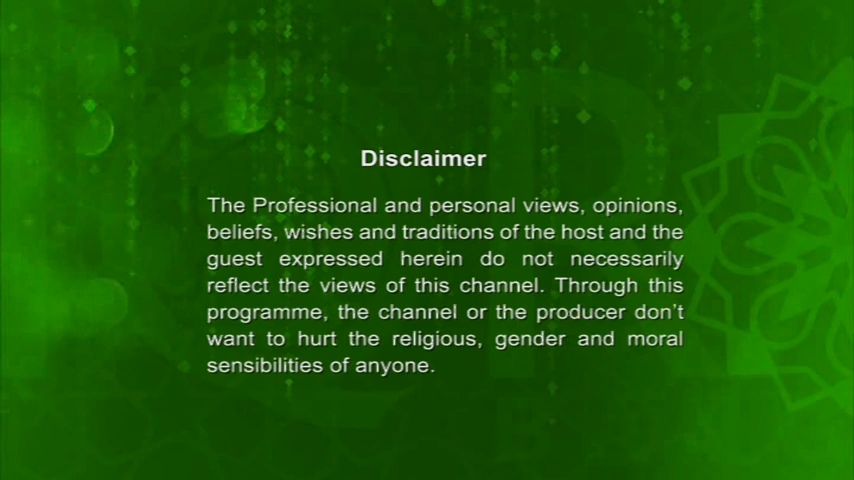 Disclaimer
The Professional and personal views, opinions,
beliefs, wishes and traditions of the host and the
guest expressed herein do not necessarily
reflect the views of this channel. Through this
programme, the channel or the producer don't
want to hurt the religious, gender and moral
sensibilities of anyone.